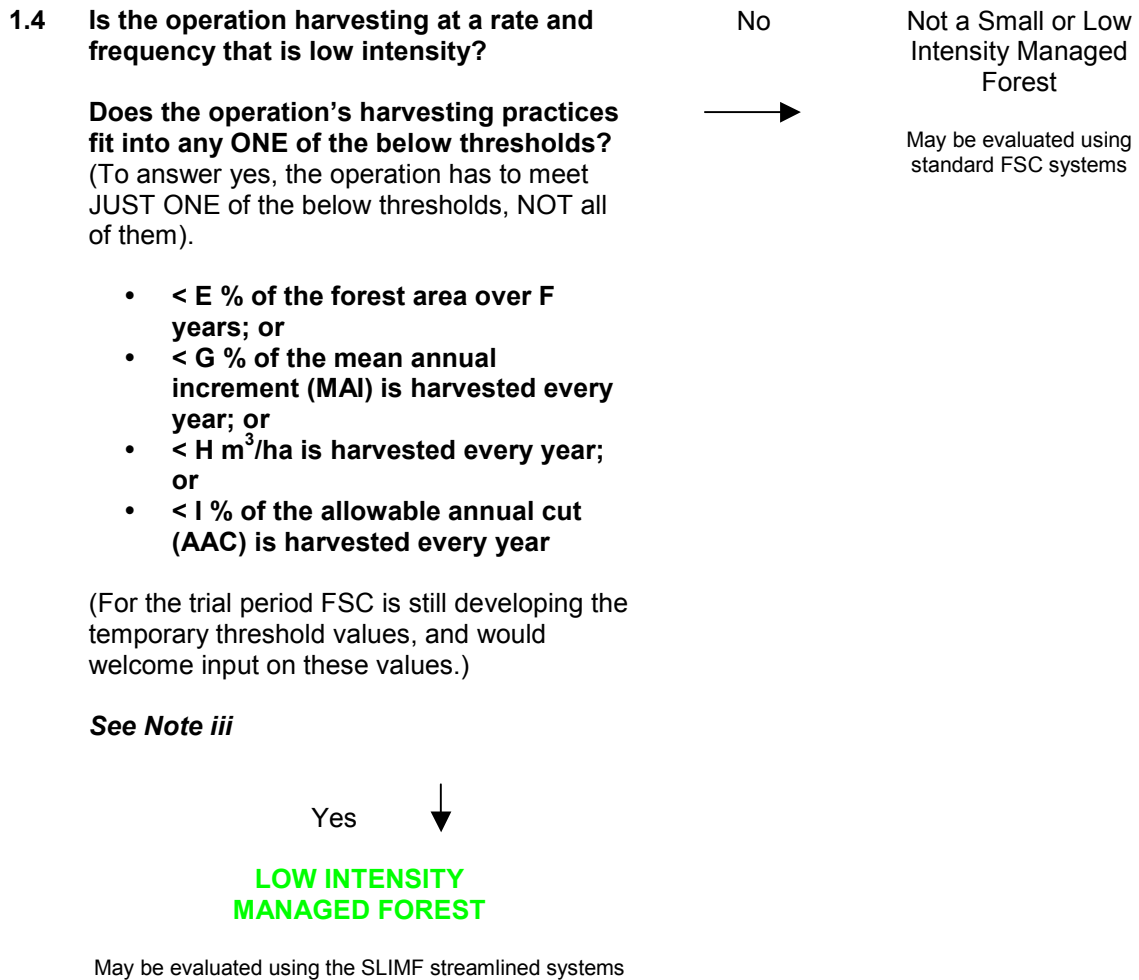 1.4 Is the operation harvesting at a rate and
frequency that is low intensity?
Does the operation's harvesting practices
fit into any ONE of the below thresholds?
(To answer yes, the operation has to meet
JUST ONE of the below thresholds, NOT all
of them).
• < E % of the forest area over F
years; or
• < G % of the mean annual
increment (MAI) is harvested every
year; or
• < H m³/ha is harvested every year;
or
• < I % of the allowable annual cut
(AAC) is harvested every year
(For the trial period FSC is still developing the
temporary threshold values, and would
welcome input on these values.)
See Note iii
Yes
LOW INTENSITY
MANAGED FOREST
May be evaluated using the SLIMF streamlined systems
No
Not a Small or Low
Intensity Managed
Forest
May be evaluated using
standard FSC systems